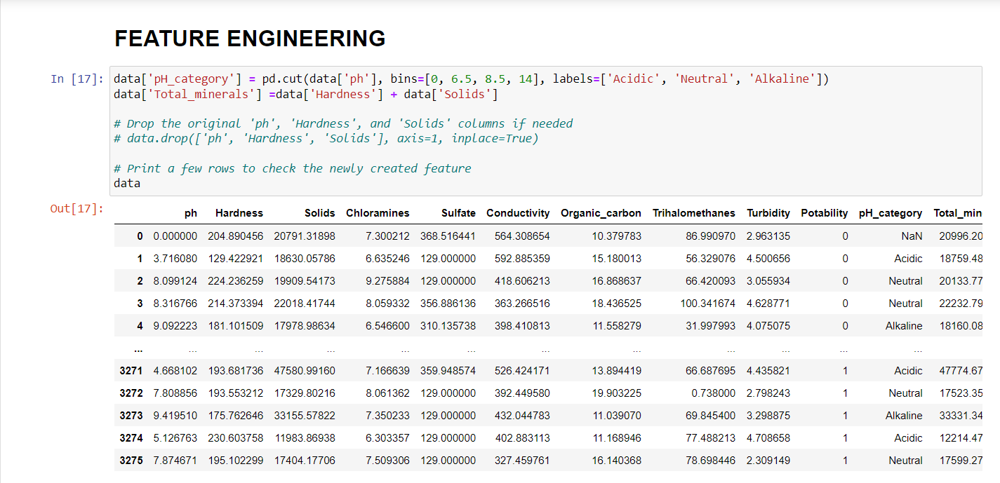 FEATURE ENGINEERING
In [17]: data['pH_category'] = pd.cut(data['ph'], bins=[0, 6.5, 8.5, 14], labels=['Acidic', 'Neutral', 'Alkaline'])
data['Total_minerals'] =data['Hardness'] + data['Solids']
# Drop the original 'ph', 'Hardness', and 'Solids' columns if needed
# data.drop(['ph', 'Hardness', 'Solids'], axis=1, inplace=True)
# Print a few rows to check the newly created feature
data
Out[17]:
ph Hardness Solids Chloramines Sulfate Conductivity Organic_carbon Trihalomethanes Turbidity Potability pH_category Total_min
0 0.000000 204.890456 20791.31898 7.300212 368.516441 564.308654 10.379783 86.990970 2.963135 0 NaN 20996.20
1 3.716080 129.422921 18630.05786 6.635246 129.000000 592.885359 15.180013 56.329076 4.500656 0 Acidic 18759.48
2 8.099124 224.236259 19909.54173 9.275884 129.000000 418.606213 16.868637 66.420093 3.055934 0 Neutral 20133.77
3 8.316766 214.373394 22018.41744 8.059332 356.886136 363.266516 18.436525 100.341674 4.628771 0 Neutral 22232.79
4 9.092223 181.101509 17978.98634 6.546600 310.135738 398.410813 11.558279 31.997993 4.075075 0 Alkaline 18160.08
... ... ... ... ... ... ... ... ... ... ... ...
3271 4.668102 193.681736 47580.99160 7.166639 359.948574 526.424171 13.894419 66.687695 4.435821 1 Acidic 47774.67
3272 7.808856 193.553212 17329.80216 8.061362 129.000000 392.449580 19.903225 0.738000 2.798243 1 Neutral 17523.35
3273 9.419510 175.762646 33155.57822 7.350233 129.000000 432.044783 11.039070 69.845400 3.298875 1 Alkaline 33331.34
3274 5.126763 230.603758 11983.86938 6.303357 129.000000 402.883113 11.168946 77.488213 4.708658 1 Acidic 12214.47
3275 7.874671 195.102299 17404.17706 7.509306 129.000000 327.459761 16.140368 78.698446 2.309149 1 Neutral 17599.27